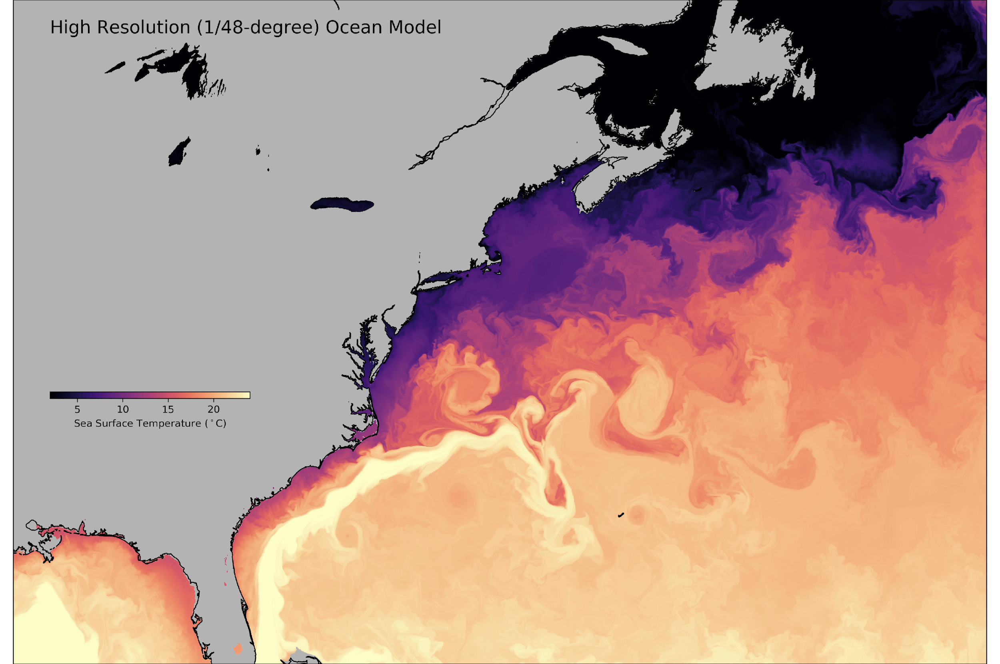 High Resolution (1/48-degree) Ocean Model
5 10 15 20
Sea Surface Temperature (°C)